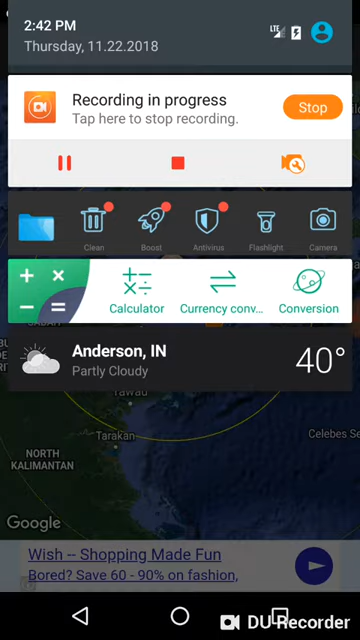 2:42 PM
LTE
Thursday, 11.22.2018
Recording in progress
Stop
Tap here to stop recording.
Clean
Boost
Antivirus
Flashlight
Camera
Calculator
Currency conv...
Conversion
Anderson, IN
Partly Cloudy
40°
Tawau
Tarakan
Celebes Se
NORTH
KALIMANTAN
Google
Wish -- Shopping Made Fun
Bored? Save 60 - 90% on fashion,
DU Recorder